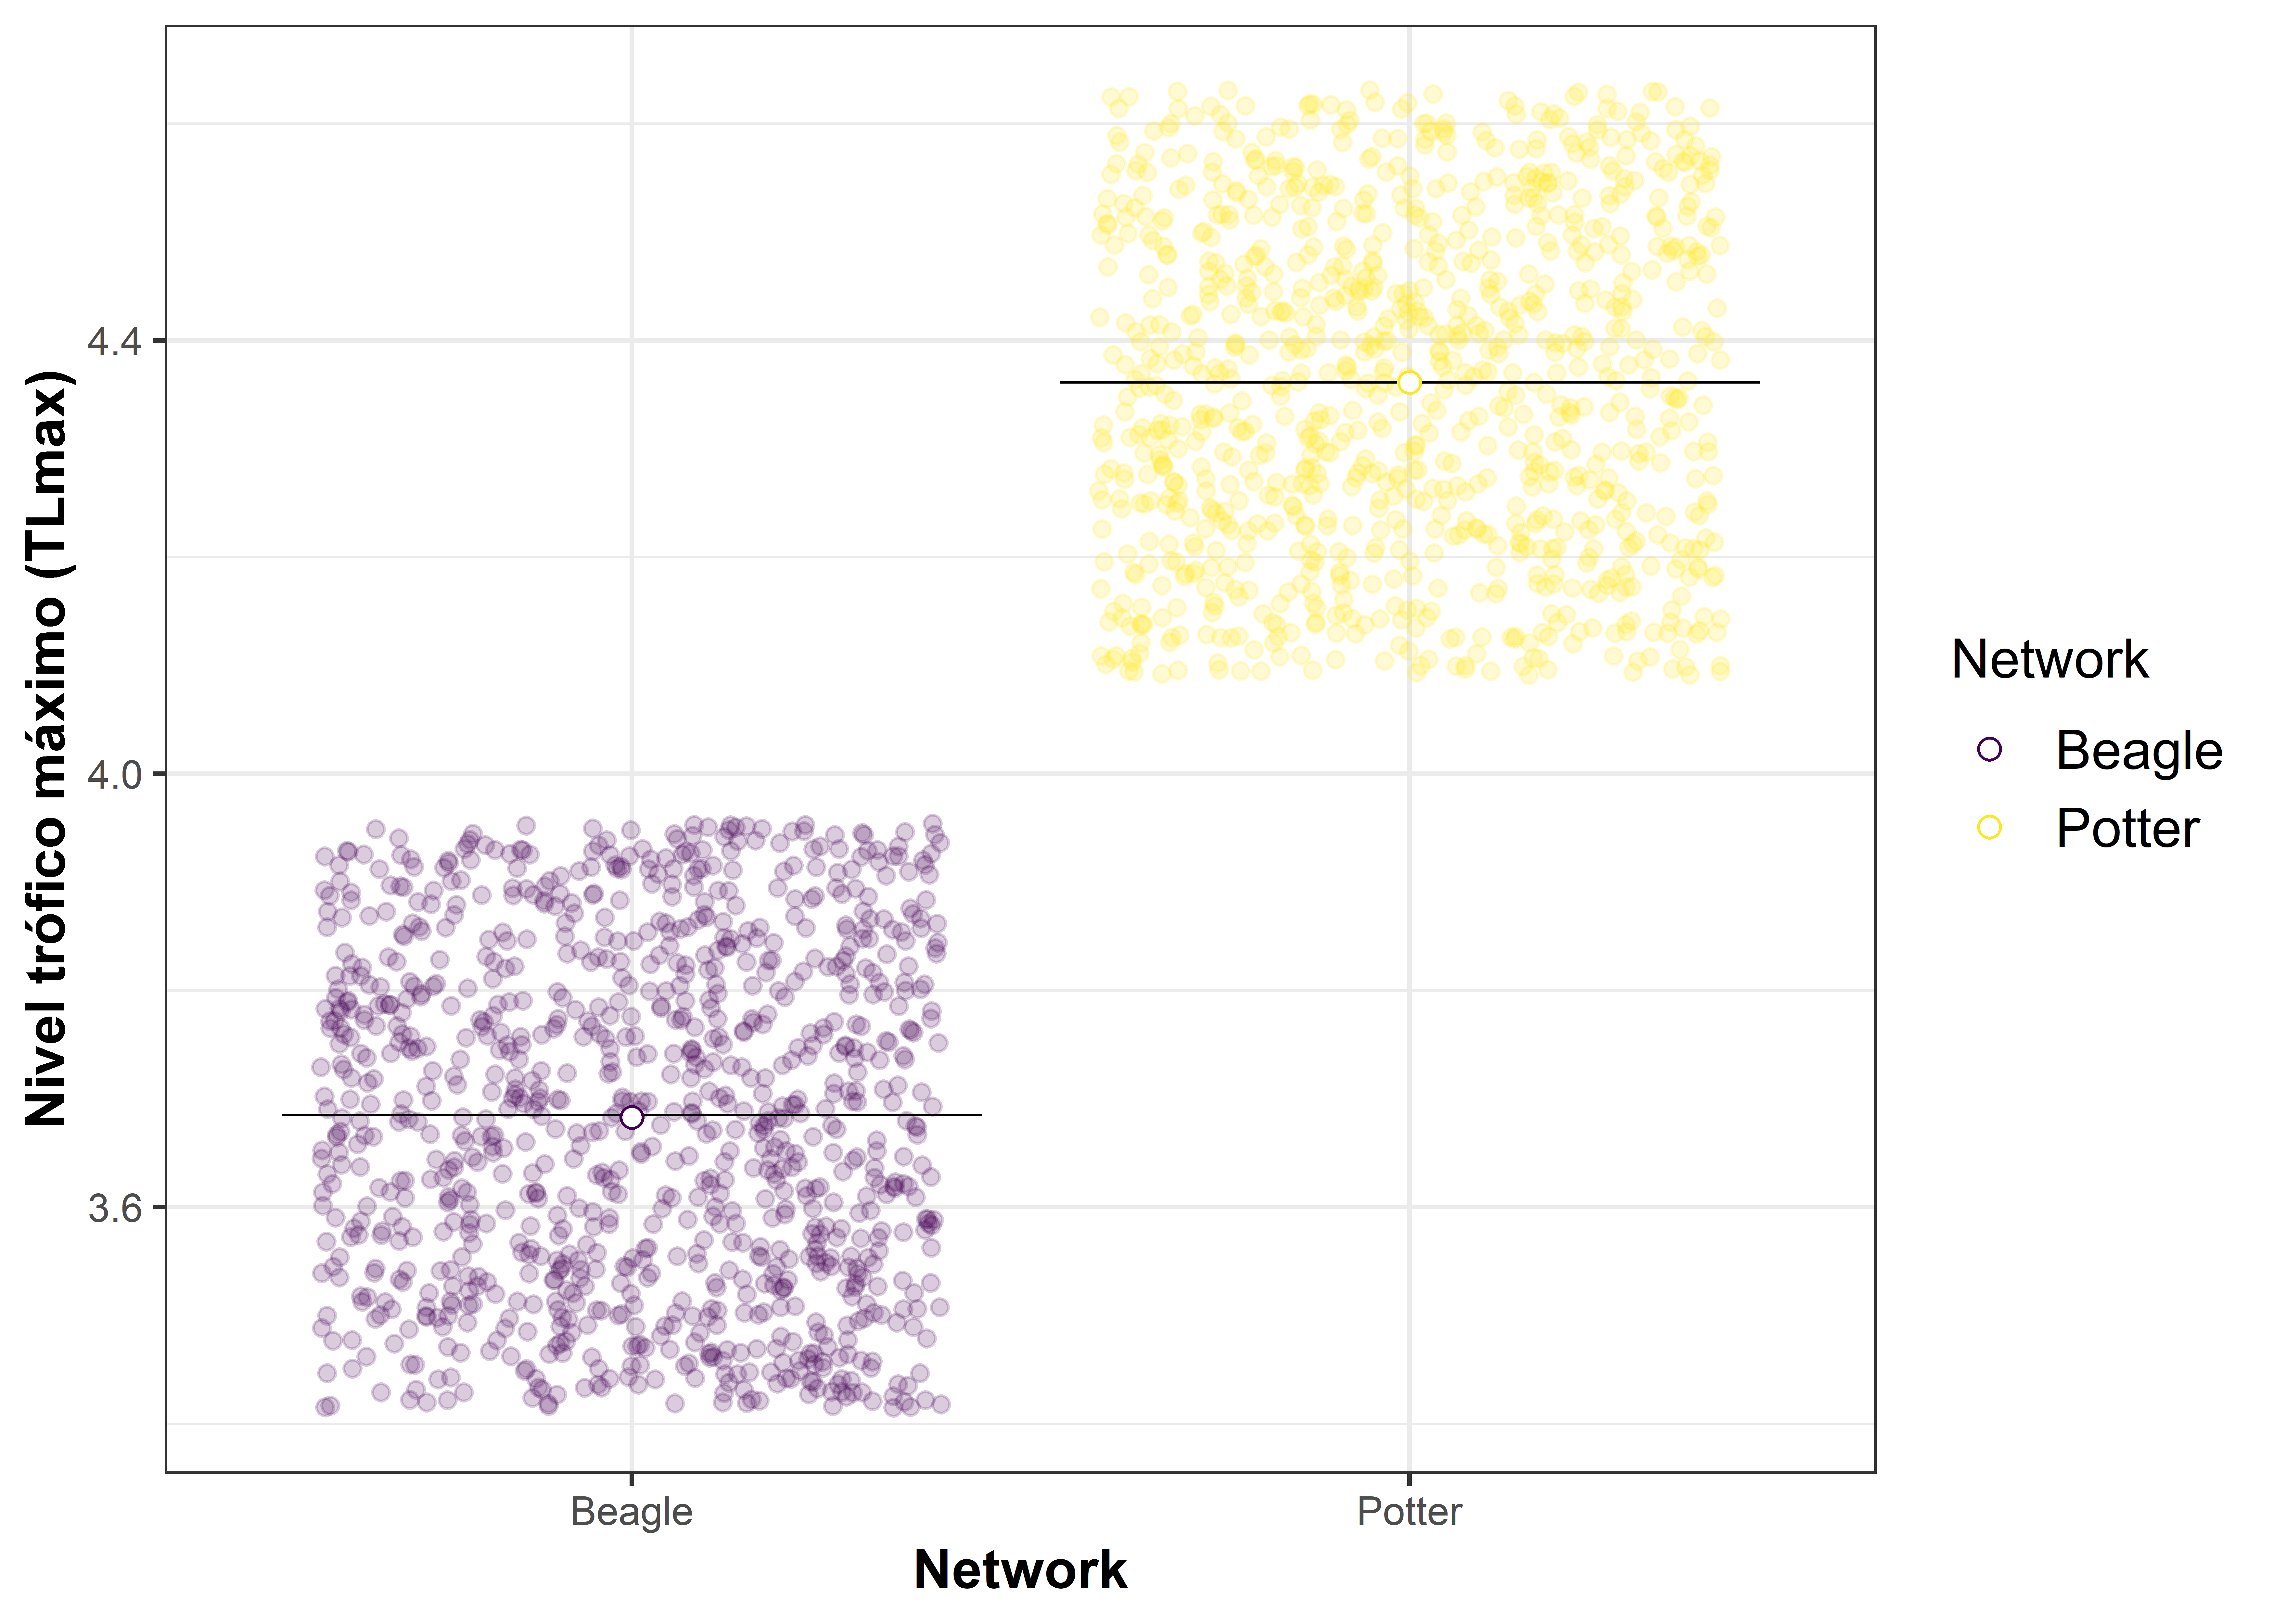 Nivel trófico máximo (TLmax)
4.4
4.0
3.6
Beagle
Potter
Network
Network
Beagle
Potter